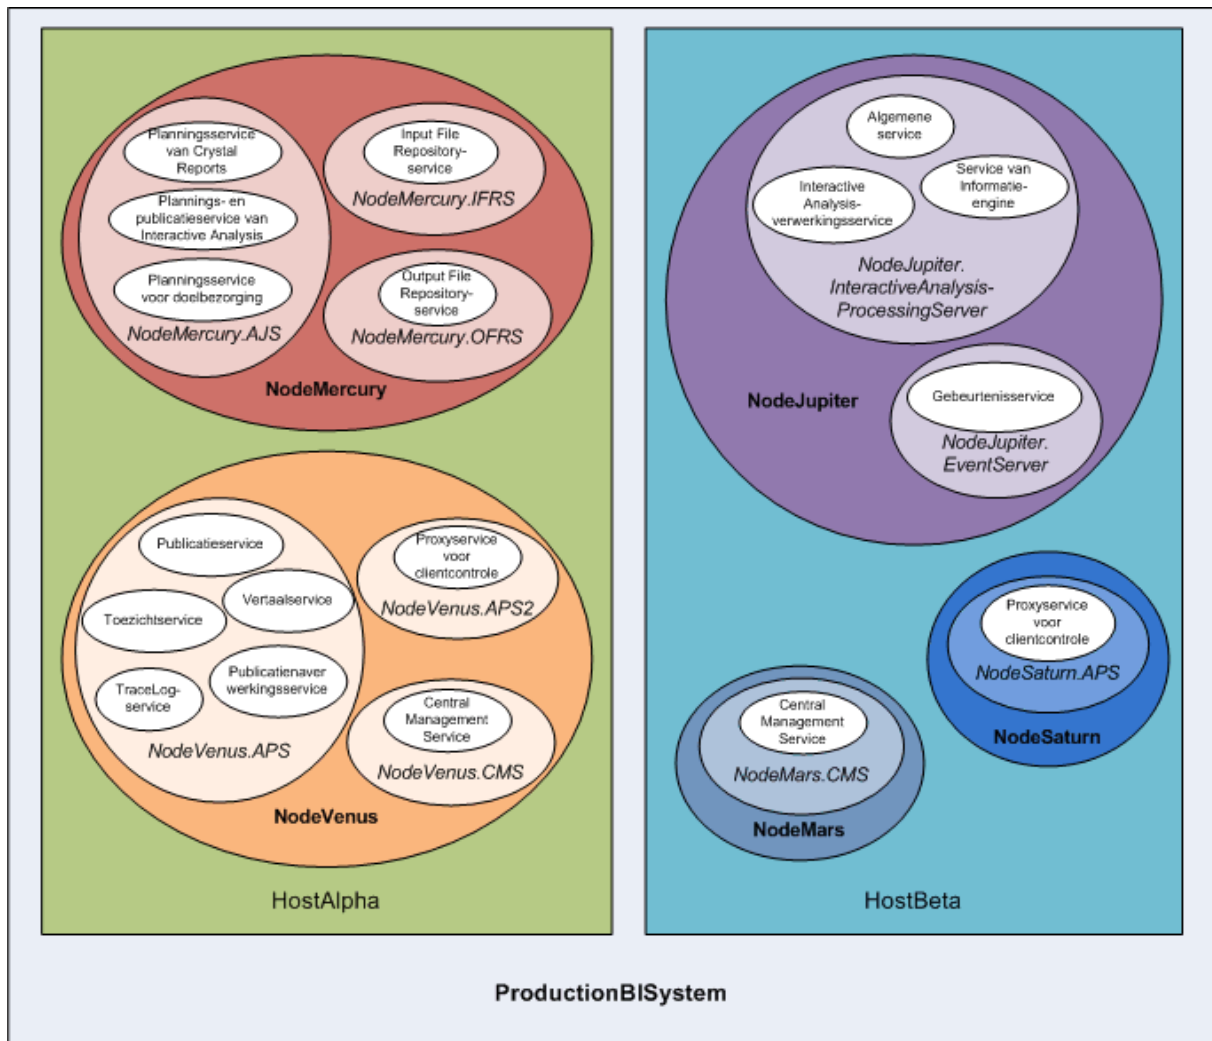 Planningsservice
van Crystal
Reports
Plannings- en
publicatieservice van
Interactive Analysis
Planningsservice
voor doelbezorging
NodeMercury.AJS
Input File
Repository-
service
NodeMercury.IFRS
Output File
Repository-
service
NodeMercury.OFRS
NodeMercury
Publicatieservice
Vertaalservice
Toezichtservice
Publicatienaver
werkingsservice
TraceLog-
service
NodeVenus.APS
Proxyservice
voor
clientcontrole
NodeVenus.APS2
Central
Management
Service
NodeVenus.CMS
NodeVenus
HostAlpha
Algemene
service
Interactive
Analysis-
verwerkingsservice
Service van
Informatie-
engine
NodeJupiter.
InteractiveAnalysis-
ProcessingServer
NodeJupiter
Gebeurtenisservice
NodeJupiter.
EventServer
Proxyservice
voor
clientcontrole
NodeSaturn.APS
NodeSaturn
Central
Management
Service
NodeMars.CMS
NodeMars
HostBeta
ProductionBISystem